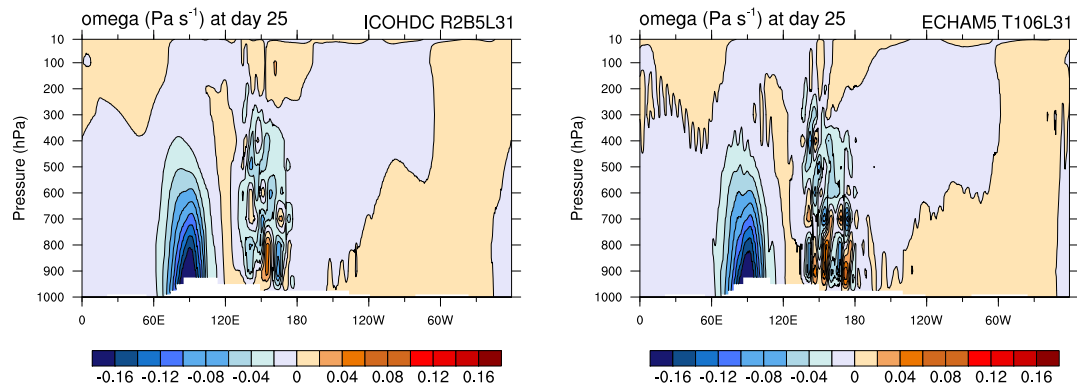 omega (Pa s⁻¹) at day 25 ICOHDC R2B5L31
10
100
200
300
400
500
600
700
800
900
1000
Pressure (hPa)
0 60E 120E 180 120W 60W
-0.16 -0.12 -0.08 -0.04 0 0.04 0.08 0.12 0.16
omega (Pa s⁻¹) at day 25 ECHAM5 T106L31
10
100
200
300
400
500
600
700
800
900
1000
Pressure (hPa)
0 60E 120E 180 120W 60W
-0.16 -0.12 -0.08 -0.04 0 0.04 0.08 0.12 0.16